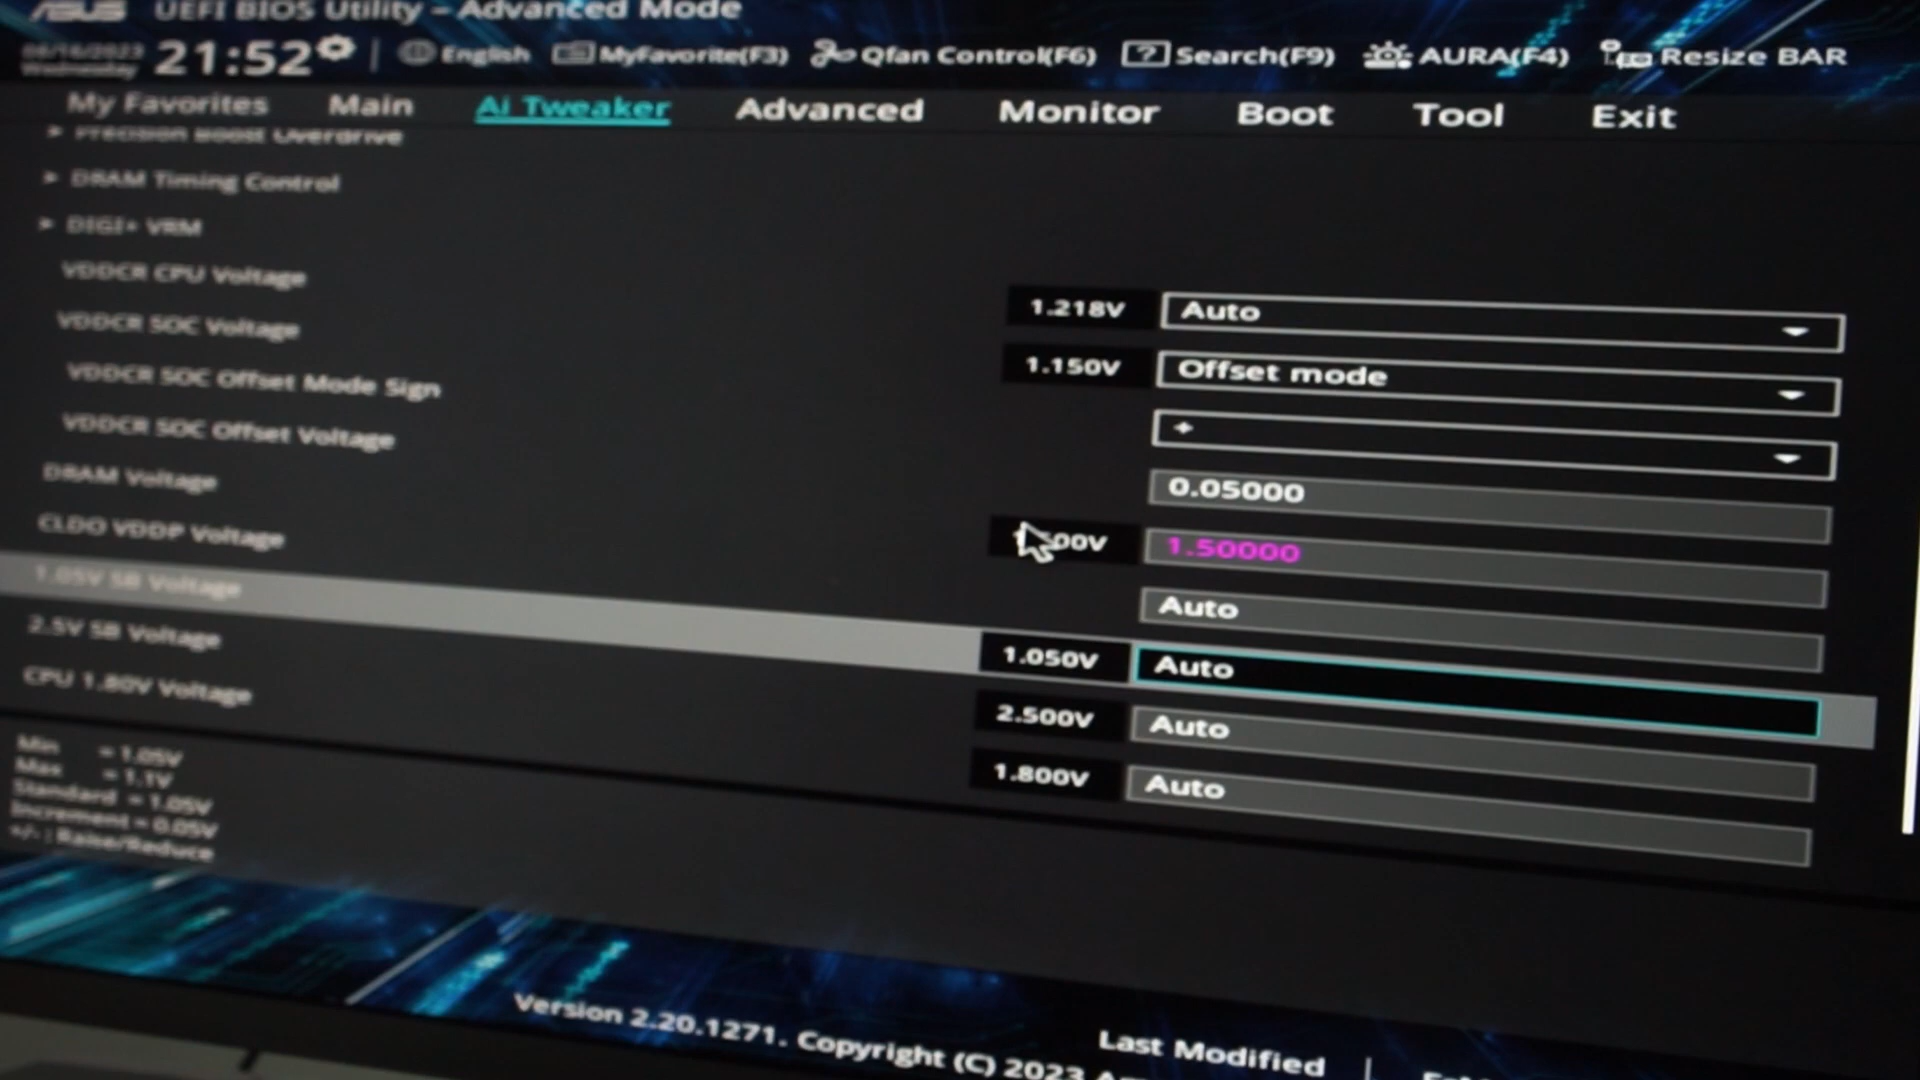 ASUS UEFI BIOS Utility – Advanced Mode
08/16/2023
Wednesday
21:52
English
MyFavorite(F3)
Qfan Control(F6)
Search(F9)
AURA(F4)
Resize BAR
My Favorites
Main
Ai Tweaker
Advanced
Monitor
Boot
Tool
Exit
Precision Boost Overdrive
DRAM Timing Control
DIGI+ VRM
VDDCR CPU Voltage 1.218V Auto
VDDCR SOC Voltage 1.150V Offset mode
VDDCR SOC Offset Mode Sign +
VDDCR SOC Offset Voltage 0.05000
DRAM Voltage 1.50000
CLDO VDDP Voltage Auto
1.05V SB Voltage 1.050V Auto
2.5V SB Voltage 2.500V Auto
CPU 1.80V Voltage 1.800V Auto
Min = 1.05V
Max = 1.1V
Standard = 1.05V
Increment = 0.05V
+/- : Raise/Reduce
Last Modified |
Version 2.20.1271. Copyright (C) 2023